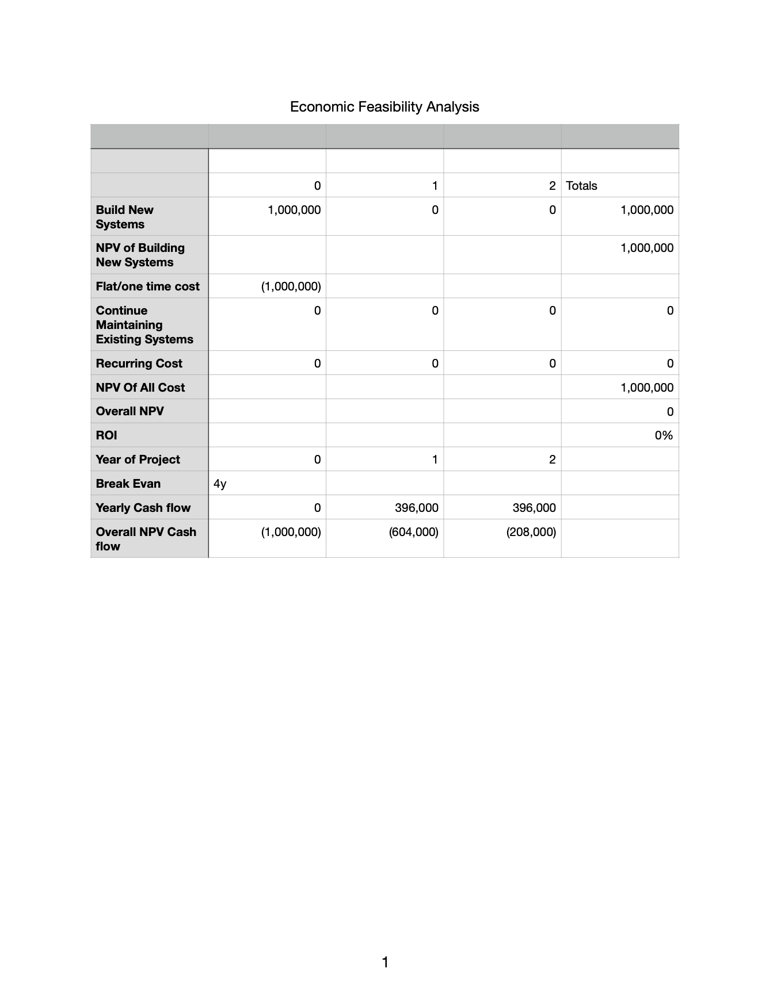 Economic Feasibility Analysis
0 1 2 Totals
Build New
Systems 1,000,000 0 0 1,000,000
NPV of Building
New Systems 1,000,000
Flat/one time cost (1,000,000)
Continue
Maintaining
Existing Systems 0 0 0 0
Recurring Cost 0 0 0 0
NPV Of All Cost 1,000,000
Overall NPV 0
ROI 0%
Year of Project 0 1 2
Break Evan 4y
Yearly Cash flow 0 396,000 396,000
Overall NPV Cash
flow (1,000,000) (604,000) (208,000)
1